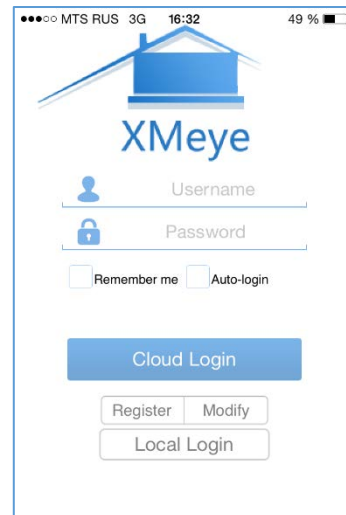 MTS RUS 3G 16:32 49 %
XMeye
Username
Password
Remember me Auto-login
Cloud Login
Register Modify
Local Login